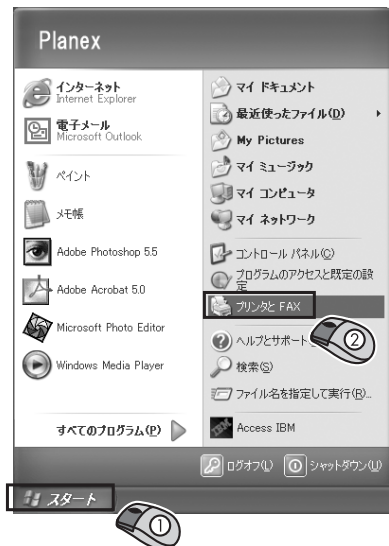 Planex
インターネット
Internet Explorer
電子メール
Microsoft Outlook
ペイント
メモ帳
Adobe Photoshop 5.5
Adobe Acrobat 5.0
Microsoft Photo Editor
Windows Media Player
すべてのプログラム(P)
マイ ドキュメント
最近使ったファイル(D)
My Pictures
マイ ミュージック
マイ コンピュータ
マイ ネットワーク
コントロール パネル(C)
プログラムのアクセスと既定の設
定
プリンタと FAX
②
ヘルプとサポート
検索(S)
ファイル名を指定して実行(R)...
IBM
Access IBM
ログオフ(L)
シャットダウン(U)
スタート
①